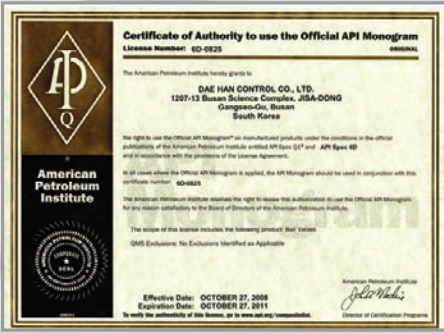 Certificate of Authority to use the Official API Monogram
License Number: 6D-0825
ORIGINAL
The American Petroleum Institute hereby grants to
DAE HAN CONTROL CO., LTD.
1207-13 Busan Science Complex, JISA-DONG
Gangseo-Gu, Busan
South Korea
the right to use the Official API Monogram® on manufactured products under the conditions in the official
publications of the American Petroleum Institute entitled API Spec Q1® and API Spec 6D
and in accordance with the provisions of the License Agreement.
In all cases where the Official API Monogram is applied, the API Monogram should be used in conjunction with this
certificate number: 6D-0825
The American Petroleum Institute reserves the right to revoke this authorization to use the Official API Monogram
for any reason satisfactory to the Board of Directors of the American Petroleum Institute.
The scope of this license includes the following product: Ball Valves
QMS Exclusions: No Exclusions Identified as Applicable
American Petroleum Institute
Effective Date: OCTOBER 27, 2008
Expiration Date: OCTOBER 27, 2011
To verify the authenticity of this license, go to www.api.org/compositelist.
Director of Certification Programs
API
Q
American
Petroleum
Institute
AMERICAN PETROLEUM INSTITUTE
CORPORATE
SEAL